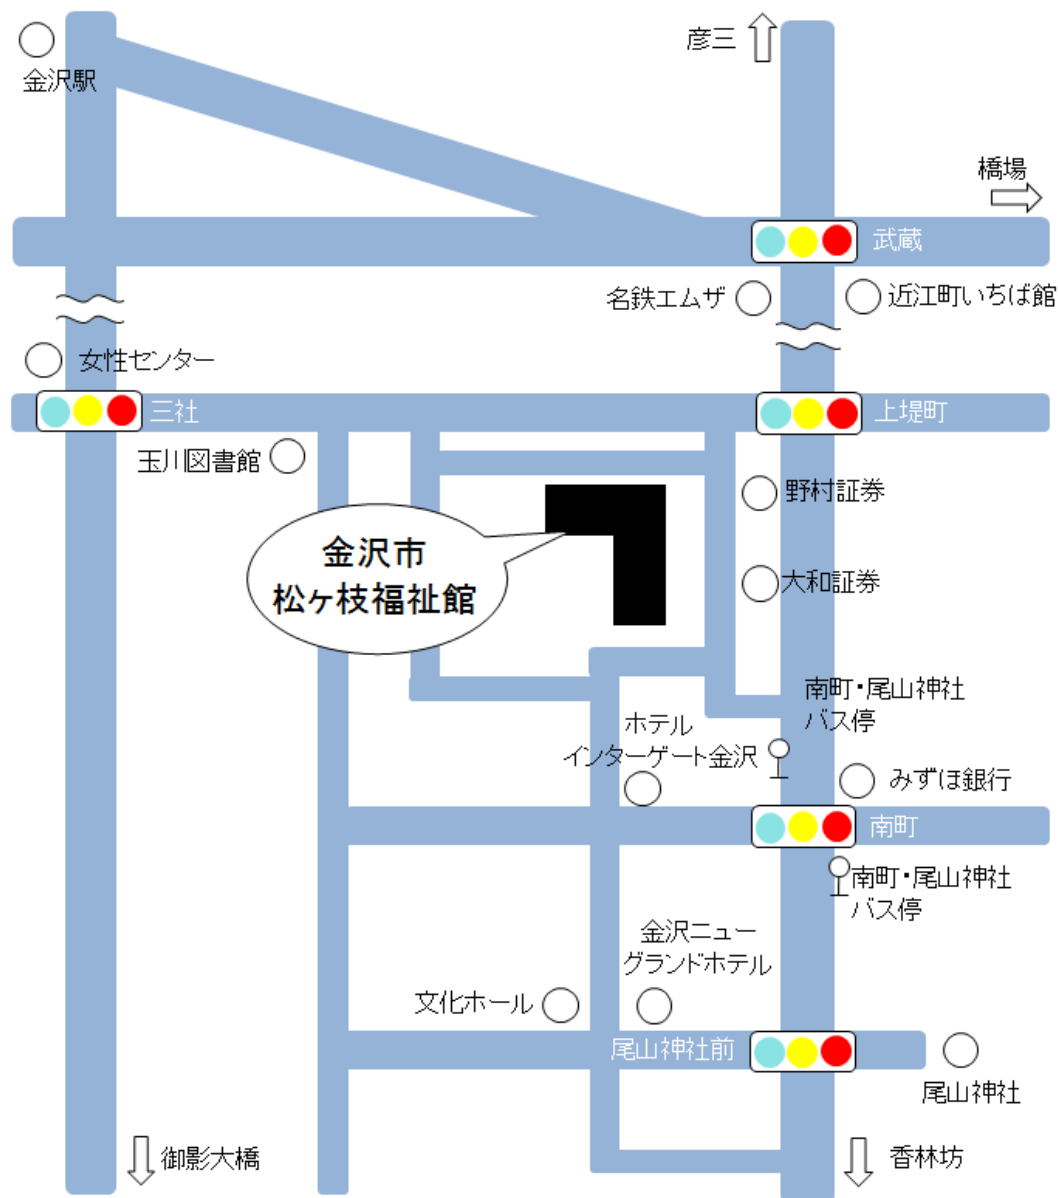 彦三
金沢駅
橋場
武蔵
名鉄エムザ
近江町いちば館
女性センター
三社
上堤町
玉川図書館
野村証券
金沢市
松ヶ枝福祉館
大和証券
南町・尾山神社
バス停
ホテル
インターゲート金沢
みずほ銀行
南町
南町・尾山神社
バス停
金沢ニュー
グランドホテル
文化ホール
尾山神社前
尾山神社
御影大橋
香林坊